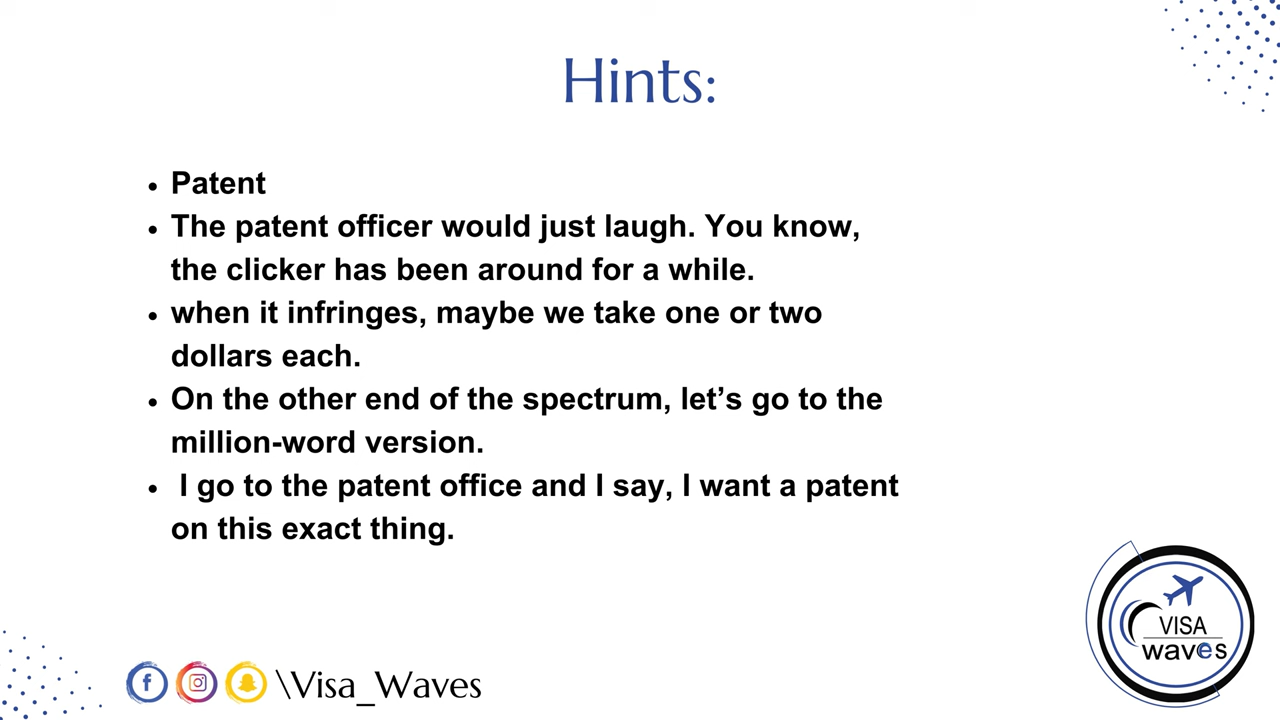 Hints:
• Patent
• The patent officer would just laugh. You know,
the clicker has been around for a while.
• when it infringes, maybe we take one or two
dollars each.
• On the other end of the spectrum, let’s go to the
million-word version.
• I go to the patent office and I say, I want a patent
on this exact thing.
VISA
waves
\Visa_Waves